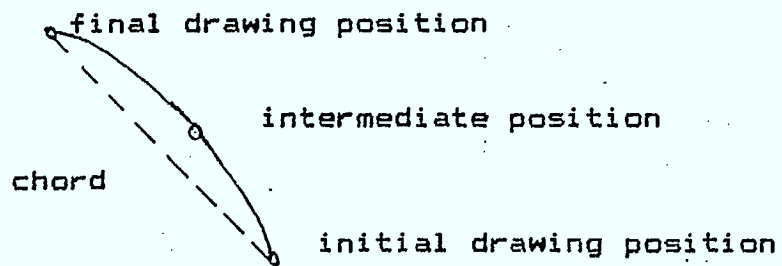 final drawing position
intermediate position
chord
initial drawing position